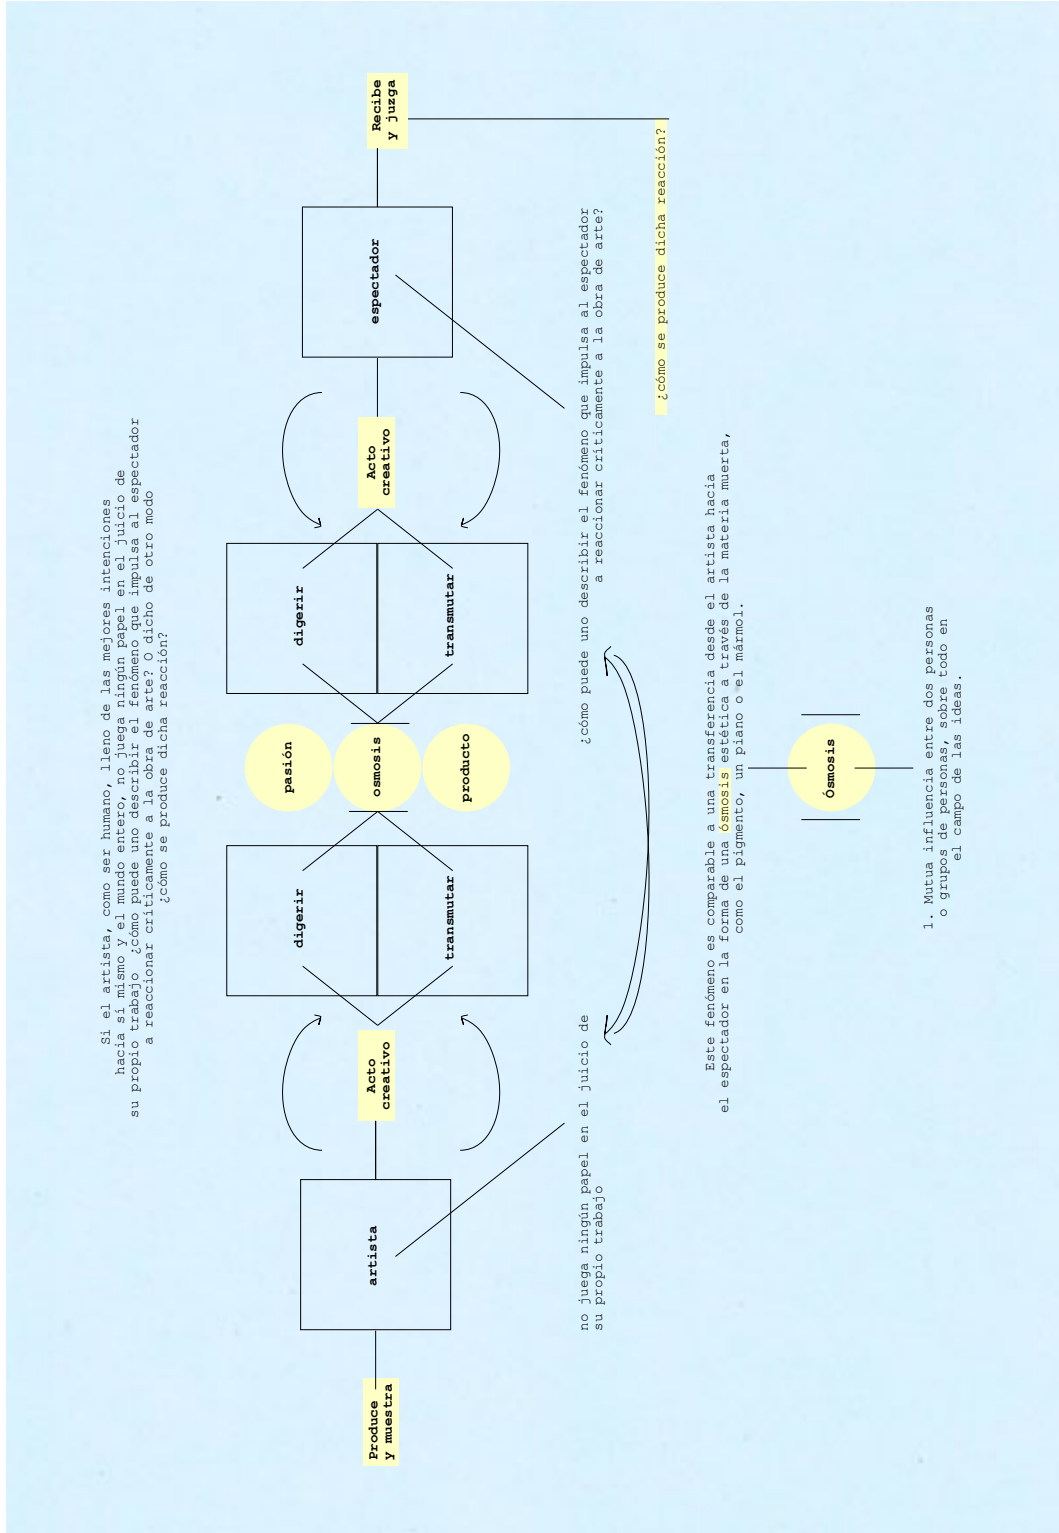 Si el artista, como ser humano, lleno de las mejores intenciones
hacia sí mismo y el mundo entero, no juega ningún papel en el juicio de
su propio trabajo ¿cómo puede uno describir el fenómeno que impulsa al espectador
a reaccionar críticamente a la obra de arte? O dicho de otro modo
¿cómo se produce dicha reacción?
Produce
y muestra
artista
Acto
creativo
digerir
transmutar
pasión
osmosis
producto
digerir
transmutar
Acto
creativo
espectador
Recibe
y juzga
no juega ningún papel en el juicio de
su propio trabajo
¿cómo puede uno describir el fenómeno que impulsa al espectador
a reaccionar críticamente a la obra de arte?
¿cómo se produce dicha reacción?
Este fenómeno es comparable a una transferencia desde el artista hacia
el espectador en la forma de una Ósmosis estética a través de la materia muerta,
como el pigmento, un piano o el mármol.
Ósmosis
1. Mutua influencia entre dos personas
o grupos de personas, sobre todo en
el campo de las ideas.